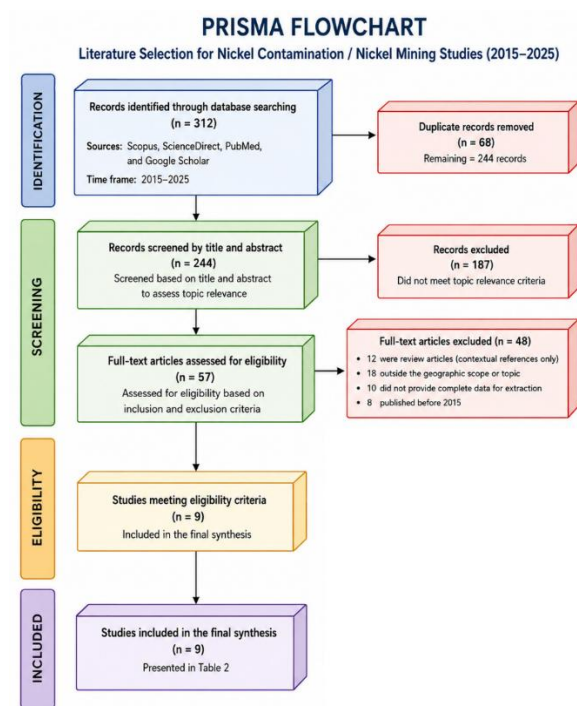 PRISMA FLOWCHART
Literature Selection for Nickel Contamination / Nickel Mining Studies (2015–2025)
IDENTIFICATION
Records identified through database searching
(n = 312)
Sources: Scopus, ScienceDirect, PubMed,
and Google Scholar
Time frame: 2015–2025
Duplicate records removed
(n = 68)
Remaining = 244 records
SCREENING
Records screened by title and abstract
(n = 244)
Screened based on title and abstract
to assess topic relevance
Records excluded
(n = 187)
Did not meet topic relevance criteria
Full-text articles assessed for eligibility
(n = 57)
Assessed for eligibility based on
inclusion and exclusion criteria
Full-text articles excluded (n = 48)
• 12 were review articles (contextual references only)
• 18 outside the geographic scope or topic
• 10 did not provide complete data for extraction
• 8 published before 2015
ELIGIBILITY
Studies meeting eligibility criteria
(n = 9)
Included in the final synthesis
INCLUDED
Studies included in the final synthesis
(n = 9)
Presented in Table 2